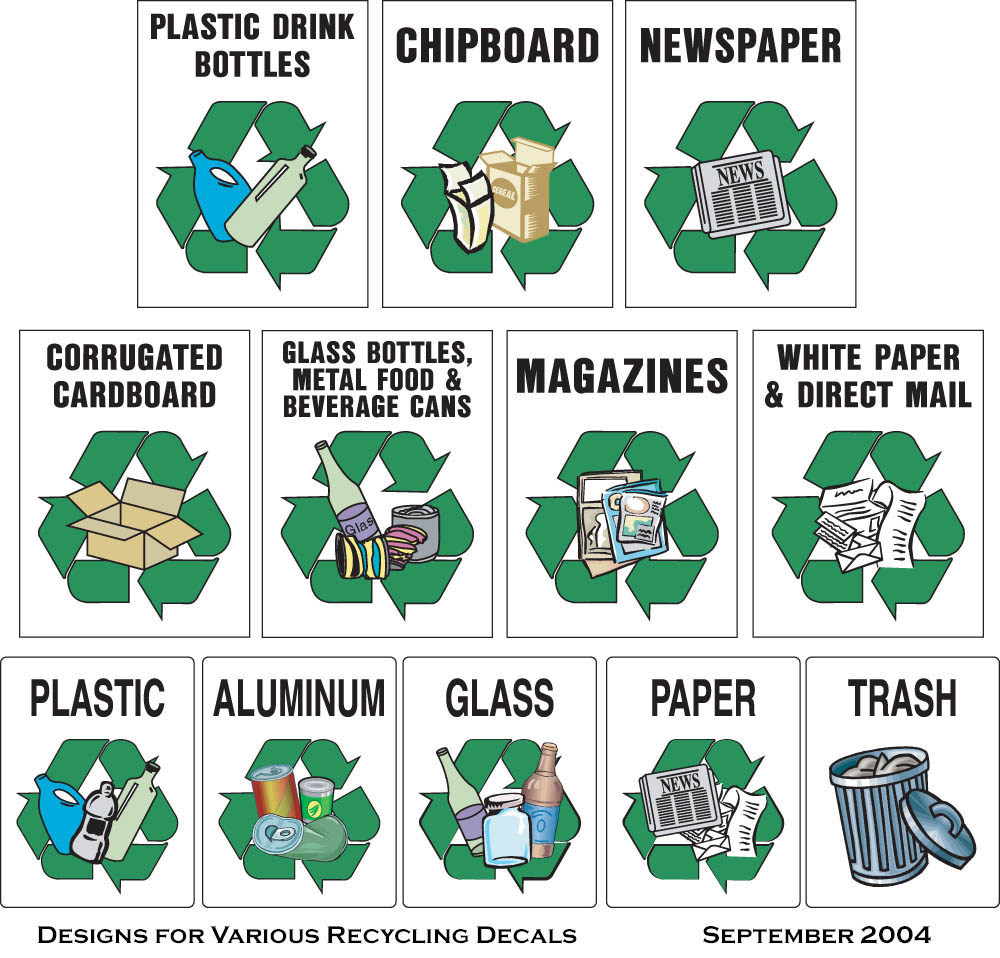 PLASTIC DRINK
BOTTLES
CHIPBOARD
CEREAL
NEWSPAPER
NEWS
CORRUGATED
CARDBOARD
GLASS BOTTLES,
METAL FOOD &
BEVERAGE CANS
Glas
MAGAZINES
WHITE PAPER
& DIRECT MAIL
PLASTIC
ALUMINUM
GLASS
PAPER
NEWS
TRASH
DESIGNS FOR VARIOUS RECYCLING DECALS
SEPTEMBER 2004